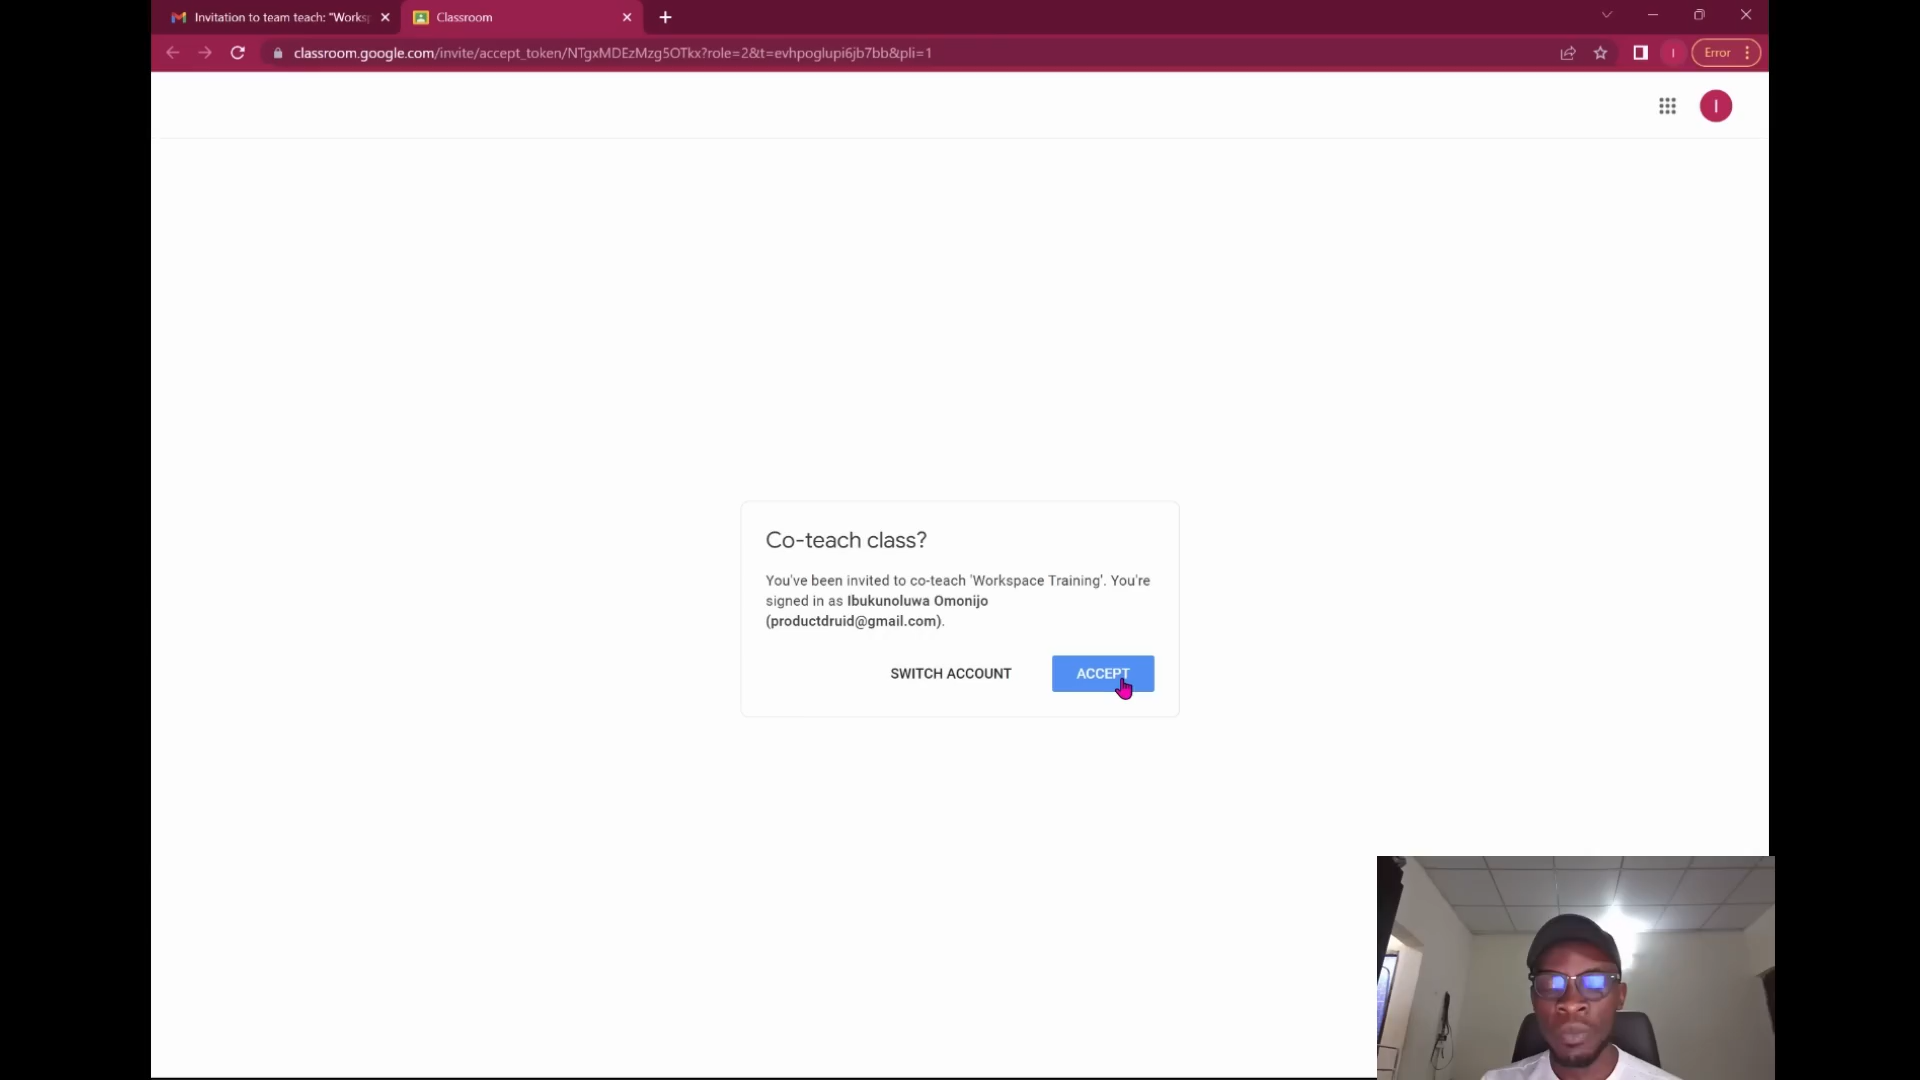 Invitation to team teach: "Works
Classroom
classroom.google.com/invite/accept_token/NTgxMDEzMzg5OTkx?role=2&t=evhpoglupi6jb7bb&pli=1
I
Error
I
Co-teach class?
You've been invited to co-teach 'Workspace Training'. You're
signed in as Ibukunoluwa Omonijo
(productdruid@gmail.com).
SWITCH ACCOUNT
ACCEPT